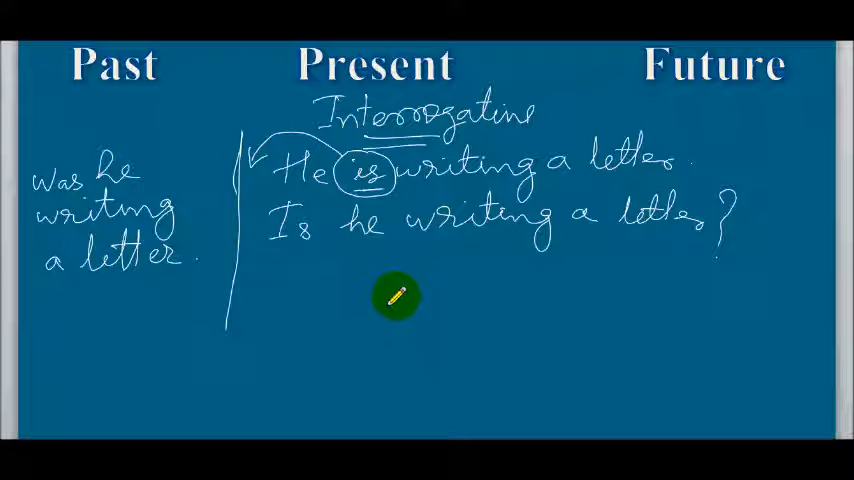 Past Present Future
Interrogative
He is writing a letter.
Is he writing a letter?
was he
writing
a letter.